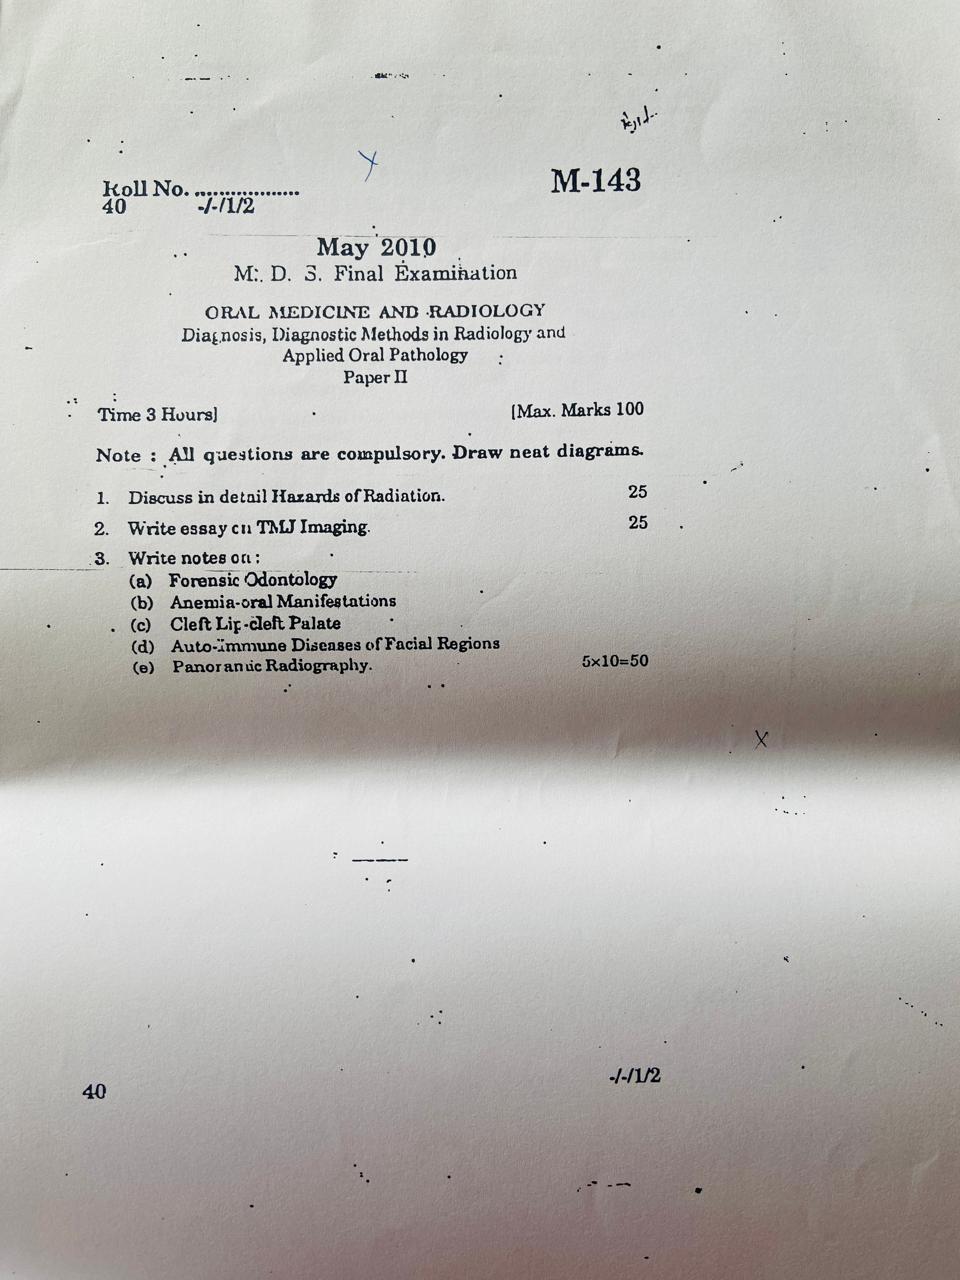 M-143
Roll No. ..................
40 -/-/1/2
May 2010
M. D. S. Final Examination
ORAL MEDICINE AND RADIOLOGY
Diagnosis, Diagnostic Methods in Radiology and
Applied Oral Pathology
Paper II
Time 3 Hours] [Max. Marks 100
Note : All questions are compulsory. Draw neat diagrams.
1. Discuss in detail Hazards of Radiation. 25
2. Write essay on TMJ Imaging. 25
3. Write notes on :
(a) Forensic Odontology
(b) Anemia-oral Manifestations
(c) Cleft Lip-cleft Palate
(d) Auto-Immune Diseases of Facial Regions
(e) Panoramic Radiography. 5×10=50
X
40 -/-/1/2